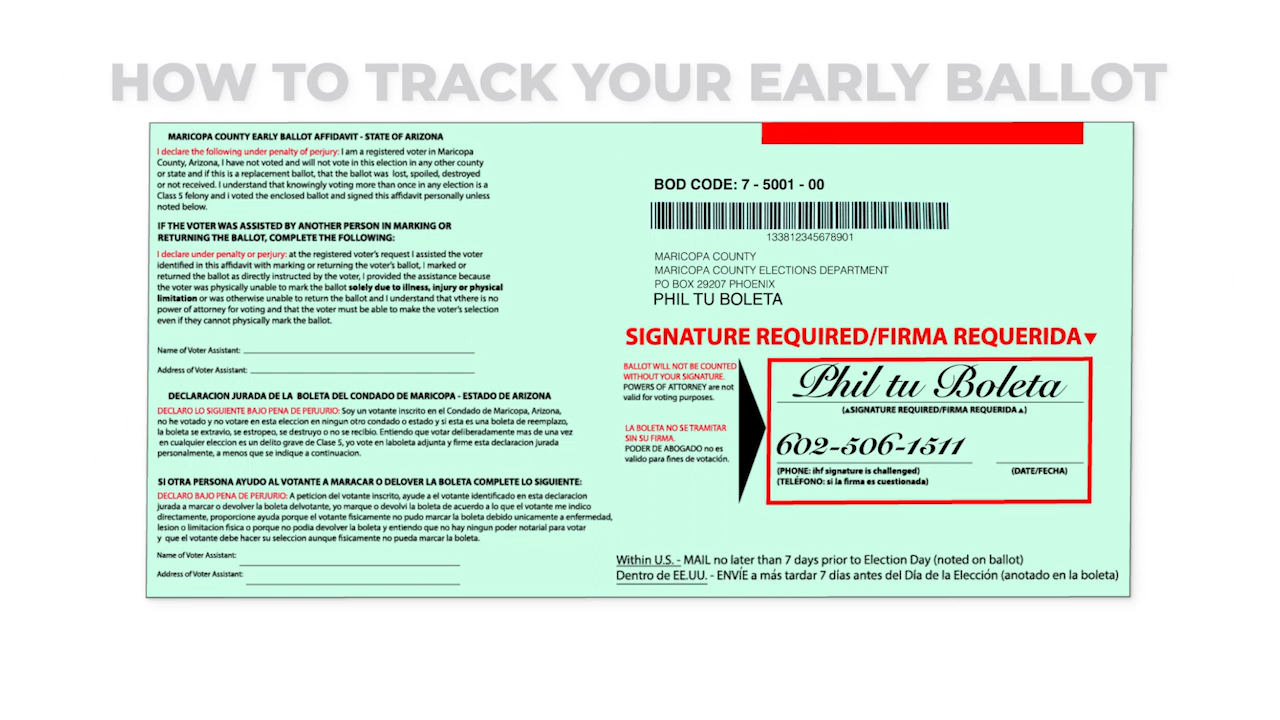 HOW TO TRACK YOUR EARLY BALLOT
MARICOPA COUNTY EARLY BALLOT AFFIDAVIT - STATE OF ARIZONA
I declare the following under penalty of perjury: I am a registered voter in Maricopa
County, Arizona, I have not voted and will not vote in this election in any other county
or state and if this is a replacement ballot, that the ballot was lost, spoiled, destroyed
or not received. I understand that knowingly voting more than once in any election is a
Class 5 felony and i voted the enclosed ballot and signed this affidavit personally unless
noted below.
IF THE VOTER WAS ASSISTED BY ANOTHER PERSON IN MARKING OR
RETURNING THE BALLOT, COMPLETE THE FOLLOWING:
I declare under penalty or perjury: at the registered voter's request I assisted the voter
identified in this affidavit with marking or returning the voter's ballot, I marked or
returned the ballot as directly instructed by the voter, I provided the assistance because
the voter was physically unable to mark the ballot solely due to illness, injury or physical
limitation or was otherwise unable to return the ballot and I understand that vthere is no
power of attorney for voting and that the voter must be able to make the voter's selection
even if they cannot physically mark the ballot.
Name of Voter Assistant:
Address of Voter Assistant:
DECLARACION JURADA DE LA BOLETA DEL CONDADO DE MARICOPA - ESTADO DE ARIZONA
DECLARO LO SIGUIENTE BAJO PENA DE PERJURIO: Soy un votante inscrito en el Condado de Maricopa, Arizona,
no he votado y no votare en esta eleccion en ningun otro condado o estado y si esta es una boleta de reemplazo,
la boleta se extravio, se estropeo, se destruyo o no se recibio. Entiendo que votar deliberadamente mas de una vez
en cualquier eleccion es un delito grave de Clase 5, yo vote en laboleta adjunta y firme esta declaracion jurada
personalmente, a menos que se indique a continuacion.
SI OTRA PERSONA AYUDO AL VOTANTE A MARACAR O DELOVER LA BOLETA COMPLETE LO SIGUIENTE:
DECLARO BAJO PENA DE PERJURIO: A peticion del votante inscrito, ayude a el votante identificado en esta declaracion
jurada a marcar o devolver la boleta delvotante, yo marque o devolvi la boleta de acuerdo a lo que el votante me indico
directamente, proporcione ayuda porque el votante fisicamente no pudo marcar la boleta debido unicamente a enfermedad,
lesion o limitacion fisica o porque no podia devolver la boleta y entiendo que no hay ningun poder notarial para votar
y que el votante debe hacer su seleccion aunque fisicamente no pueda marcar la boleta.
Name of Voter Assistant:
Address of Voter Assistant:
BOD CODE: 7 - 5001 - 00
133812345678901
MARICOPA COUNTY
MARICOPA COUNTY ELECTIONS DEPARTMENT
PO BOX 29207 PHOENIX
PHIL TU BOLETA
SIGNATURE REQUIRED/FIRMA REQUERIDA▼
BALLOT WILL NOT BE COUNTED
WITHOUT YOUR SIGNATURE.
POWERS OF ATTORNEY are not
valid for voting purposes.
LA BOLETA NO SE TRAMITAR
SIN SU FIRMA.
PODER DE ABOGADO no es
valido para fines de votación.
Phil tu Boleta
(▲SIGNATURE REQUIRED/FIRMA REQUERIDA▲)
602-506-1511
(PHONE: ihf signature is challenged)
(TELÉFONO: si la firma es cuestionada)
(DATE/FECHA)
Within U.S. - MAIL no later than 7 days prior to Election Day (noted on ballot)
Dentro de EE.UU. - ENVÍE a más tardar 7 días antes del Día de la Elección (anotado en la boleta)